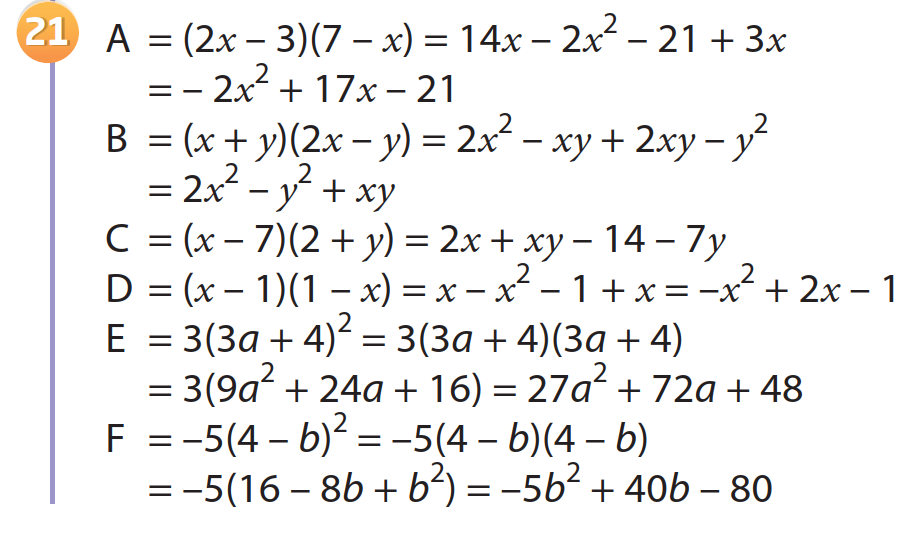 21 A = (2x – 3)(7 – x) = 14x – 2x² – 21 + 3x
= – 2x² + 17x – 21
B = (x + y)(2x – y) = 2x² – xy + 2xy – y²
= 2x² – y² + xy
C = (x – 7)(2 + y) = 2x + xy – 14 – 7y
D = (x – 1)(1 – x) = x – x² – 1 + x = –x² + 2x – 1
E = 3(3a + 4)² = 3(3a + 4)(3a + 4)
= 3(9a² + 24a + 16) = 27a² + 72a + 48
F = –5(4 – b)² = –5(4 – b)(4 – b)
= –5(16 – 8b + b²) = –5b² + 40b – 80